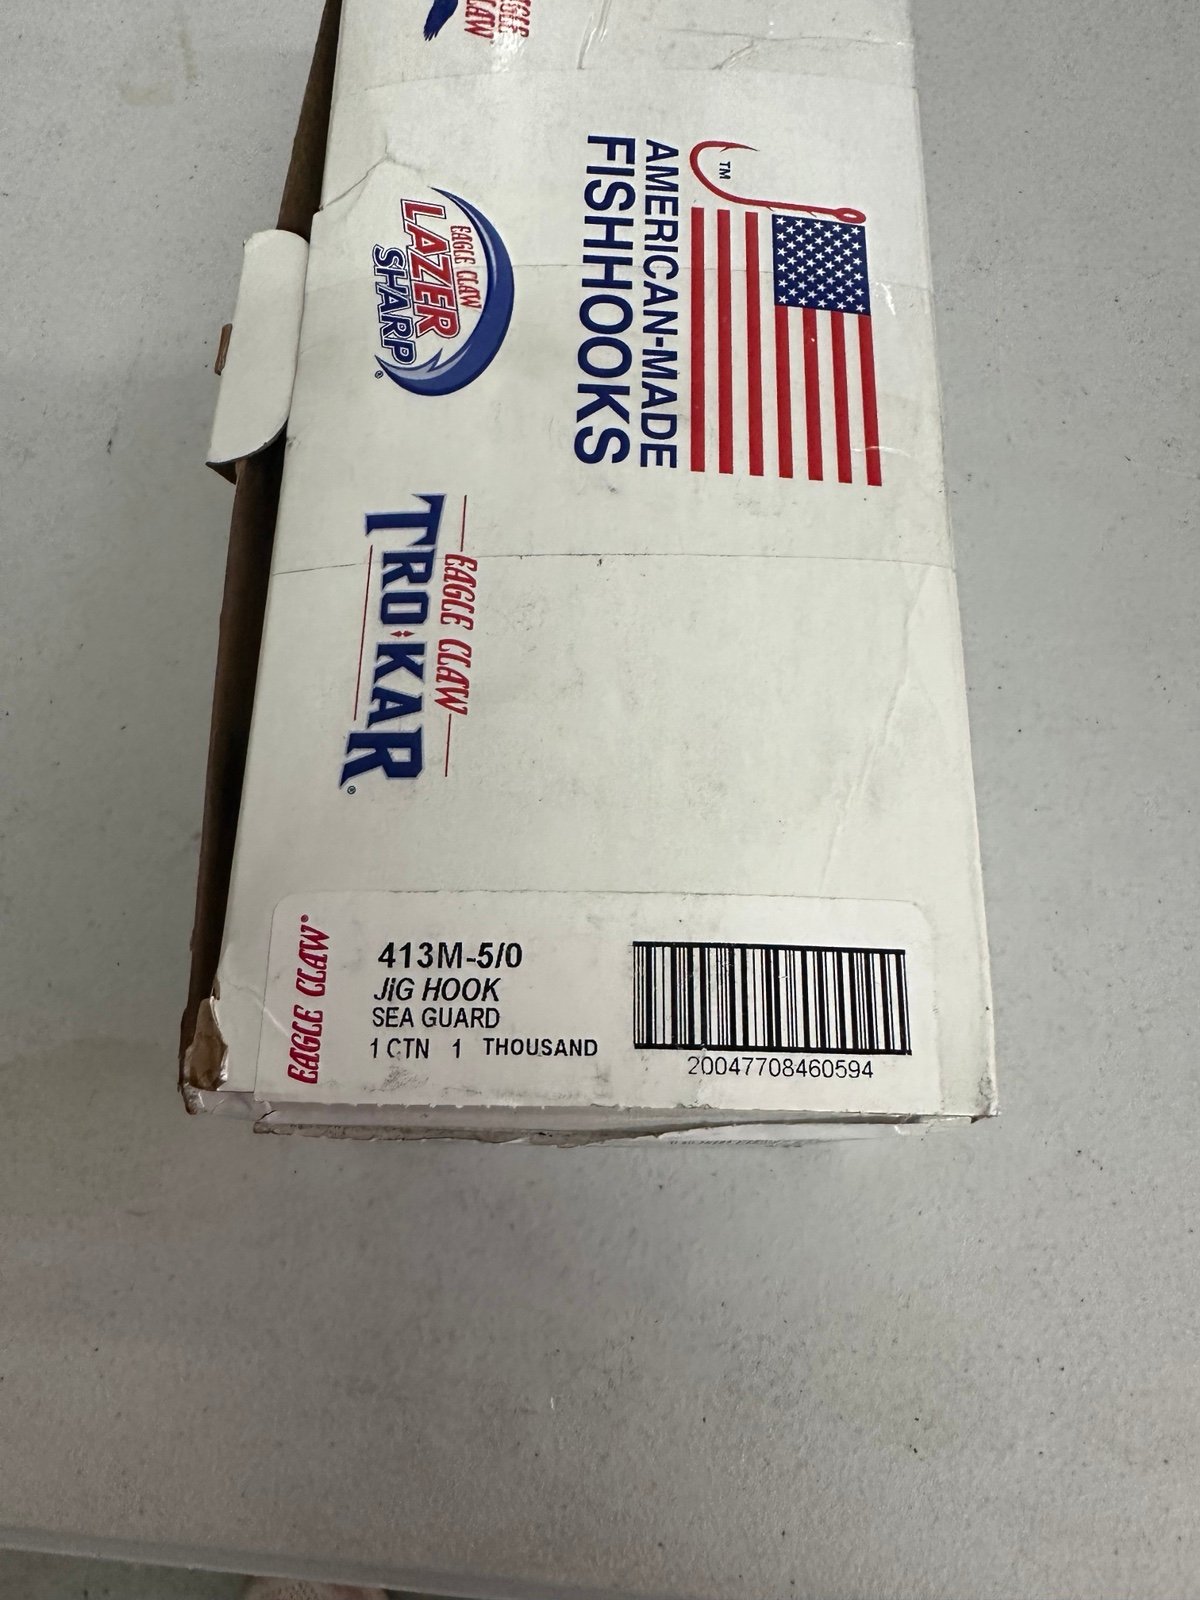 EAGLE CLAW
AMERICAN-MADE
FISHHOOKS
TM
EAGLE CLAW
LAZER
SHARP®
EAGLE CLAW
TRO·KAR®
EAGLE CLAW®
413M-5/0
JIG HOOK
SEA GUARD
1 CTN 1 THOUSAND
20047708460594